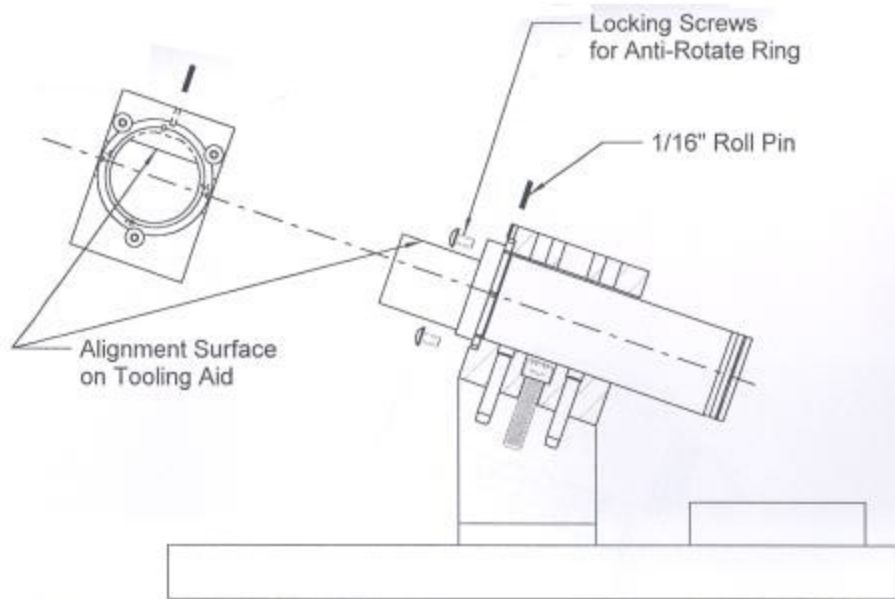 Locking Screws
for Anti-Rotate Ring
1/16" Roll Pin
Alignment Surface
on Tooling Aid